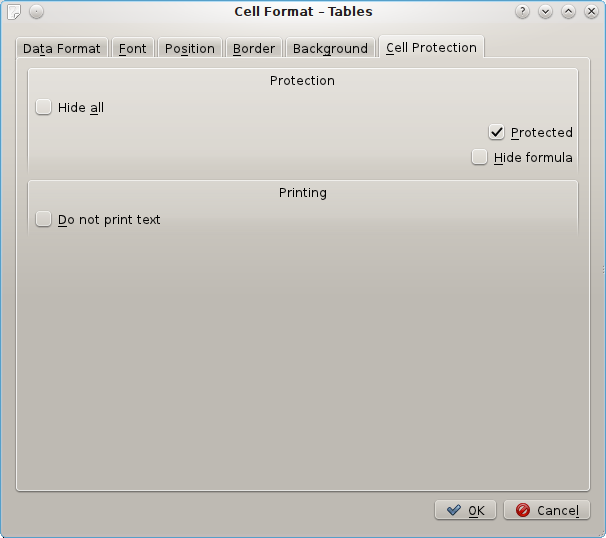 Cell Format – Tables
Data Format Font Position Border Background Cell Protection
Protection
Hide all
Protected
Hide formula
Printing
Do not print text
OK Cancel